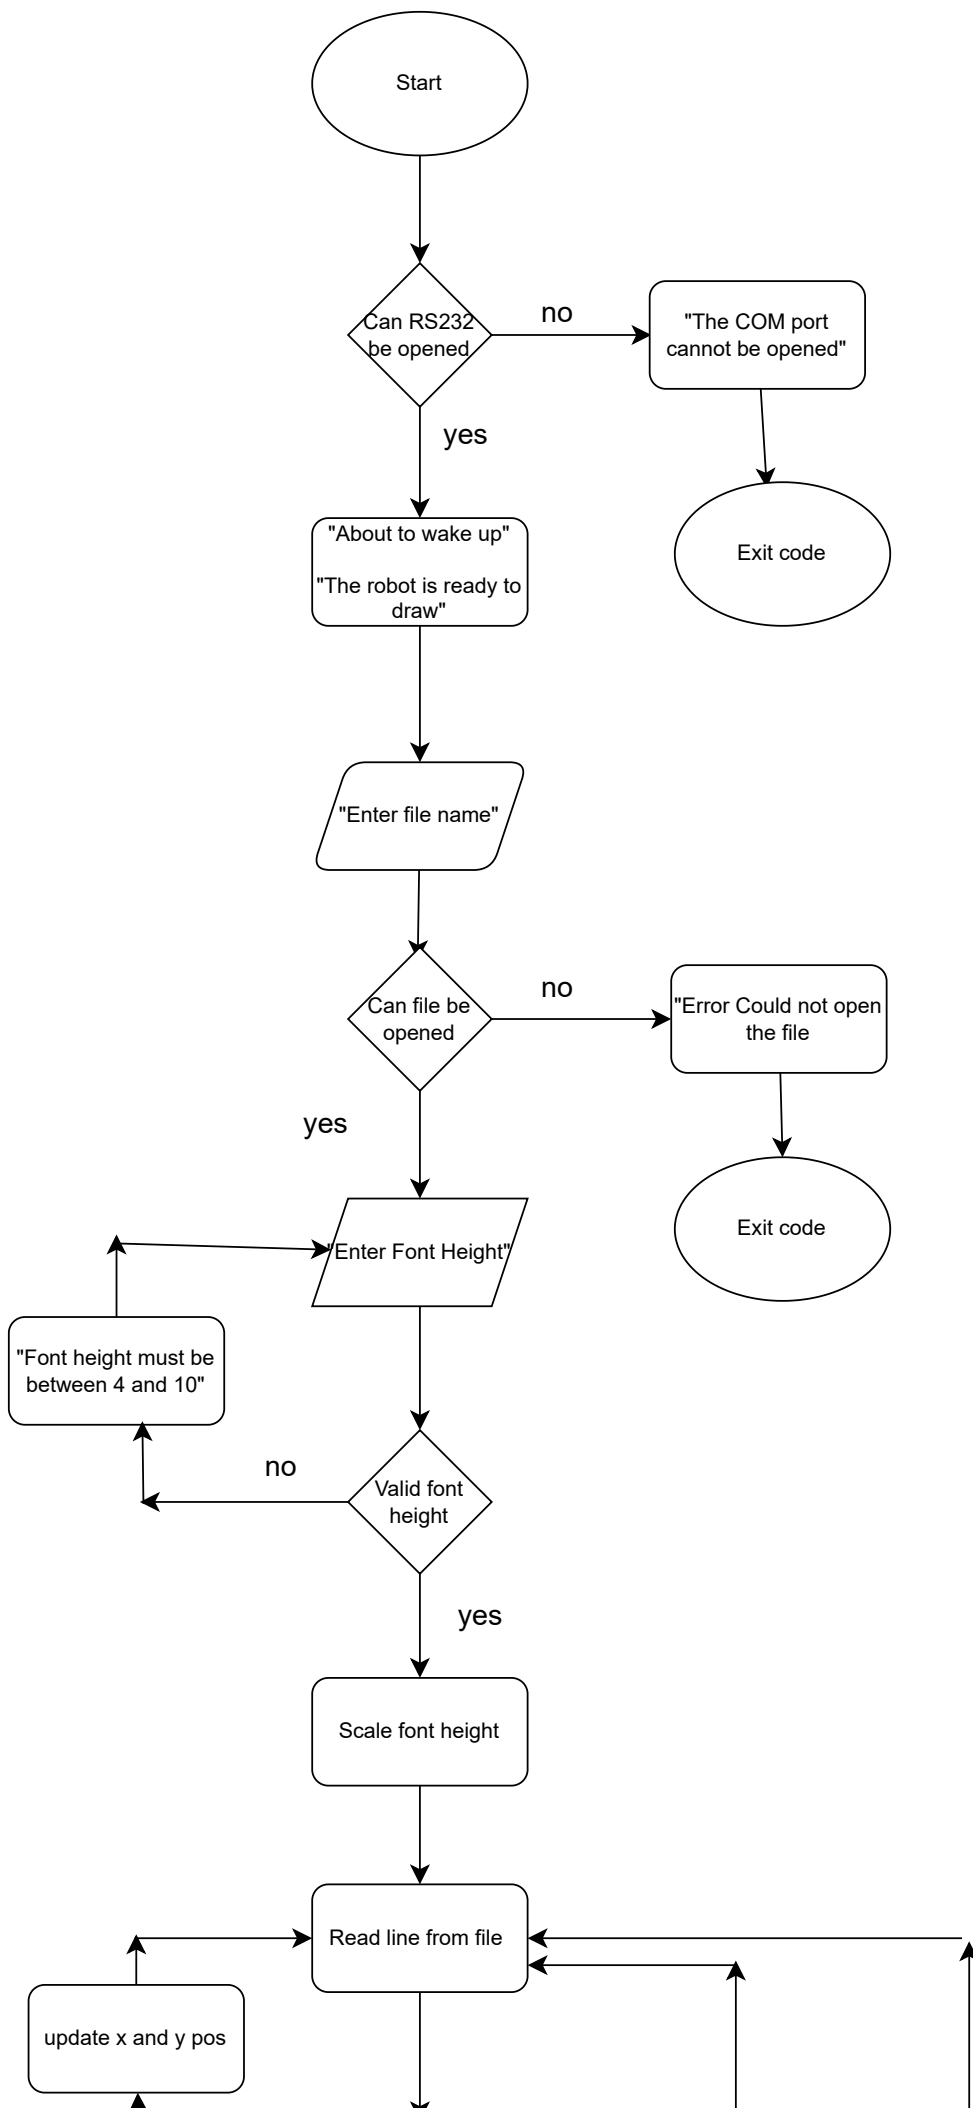 Start
Can RS232
be opened
no
"The COM port
cannot be opened"
yes
"About to wake up"
"The robot is ready to
draw"
Exit code
"Enter file name"
Can file be
opened
no
"Error Could not open
the file
yes
"Enter Font Height"
Exit code
"Font height must be
between 4 and 10"
no
Valid font
height
yes
Scale font height
Read line from file
update x and y pos